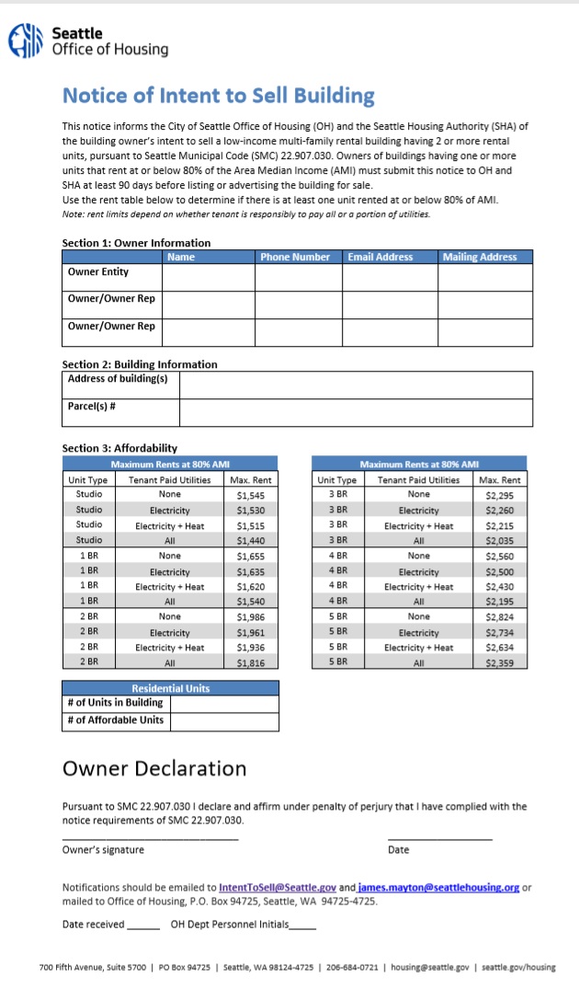 Seattle
Office of Housing
Notice of Intent to Sell Building
This notice informs the City of Seattle Office of Housing (OH) and the Seattle Housing Authority (SHA) of
the building owner's intent to sell a low-income multi-family rental building having 2 or more rental
units, pursuant to Seattle Municipal Code (SMC) 22.907.030. Owners of buildings having one or more
units that rent at or below 80% of the Area Median Income (AMI) must submit this notice to OH and
SHA at least 90 days before listing or advertising the building for sale.
Use the rent table below to determine if there is at least one unit rented at or below 80% of AMI.
Note: rent limits depend on whether tenant is responsibly to pay all or a portion of utilities.
Section 1: Owner Information
Name Phone Number Email Address Mailing Address
Owner Entity
Owner/Owner Rep
Owner/Owner Rep
Section 2: Building Information
Address of building(s)
Parcel(s) #
Section 3: Affordability
Maximum Rents at 80% AMI
Unit Type Tenant Paid Utilities Max. Rent
Studio None $1,545
Studio Electricity $1,530
Studio Electricity + Heat $1,515
Studio All $1,440
1 BR None $1,655
1 BR Electricity $1,635
1 BR Electricity + Heat $1,620
1 BR All $1,540
2 BR None $1,986
2 BR Electricity $1,961
2 BR Electricity + Heat $1,936
2 BR All $1,816
Maximum Rents at 80% AMI
Unit Type Tenant Paid Utilities Max. Rent
3 BR None $2,295
3 BR Electricity $2,260
3 BR Electricity + Heat $2,215
3 BR All $2,035
4 BR None $2,560
4 BR Electricity $2,500
4 BR Electricity + Heat $2,430
4 BR All $2,195
5 BR None $2,824
5 BR Electricity $2,734
5 BR Electricity + Heat $2,634
5 BR All $2,359
Residential Units
# of Units in Building
# of Affordable Units
Owner Declaration
Pursuant to SMC 22.907.030 I declare and affirm under penalty of perjury that I have complied with the
notice requirements of SMC 22.907.030.
Owner's signature Date
Notifications should be emailed to IntentToSell@Seattle.gov and james.mayton@seattlehousing.org or
mailed to Office of Housing, P.O. Box 94725, Seattle, WA 94725-4725.
Date received ______ OH Dept Personnel Initials_____
700 Fifth Avenue, Suite 5700 | PO Box 94725 | Seattle, WA 98124-4725 | 206-684-0721 | housing@seattle.gov | seattle.gov/housing